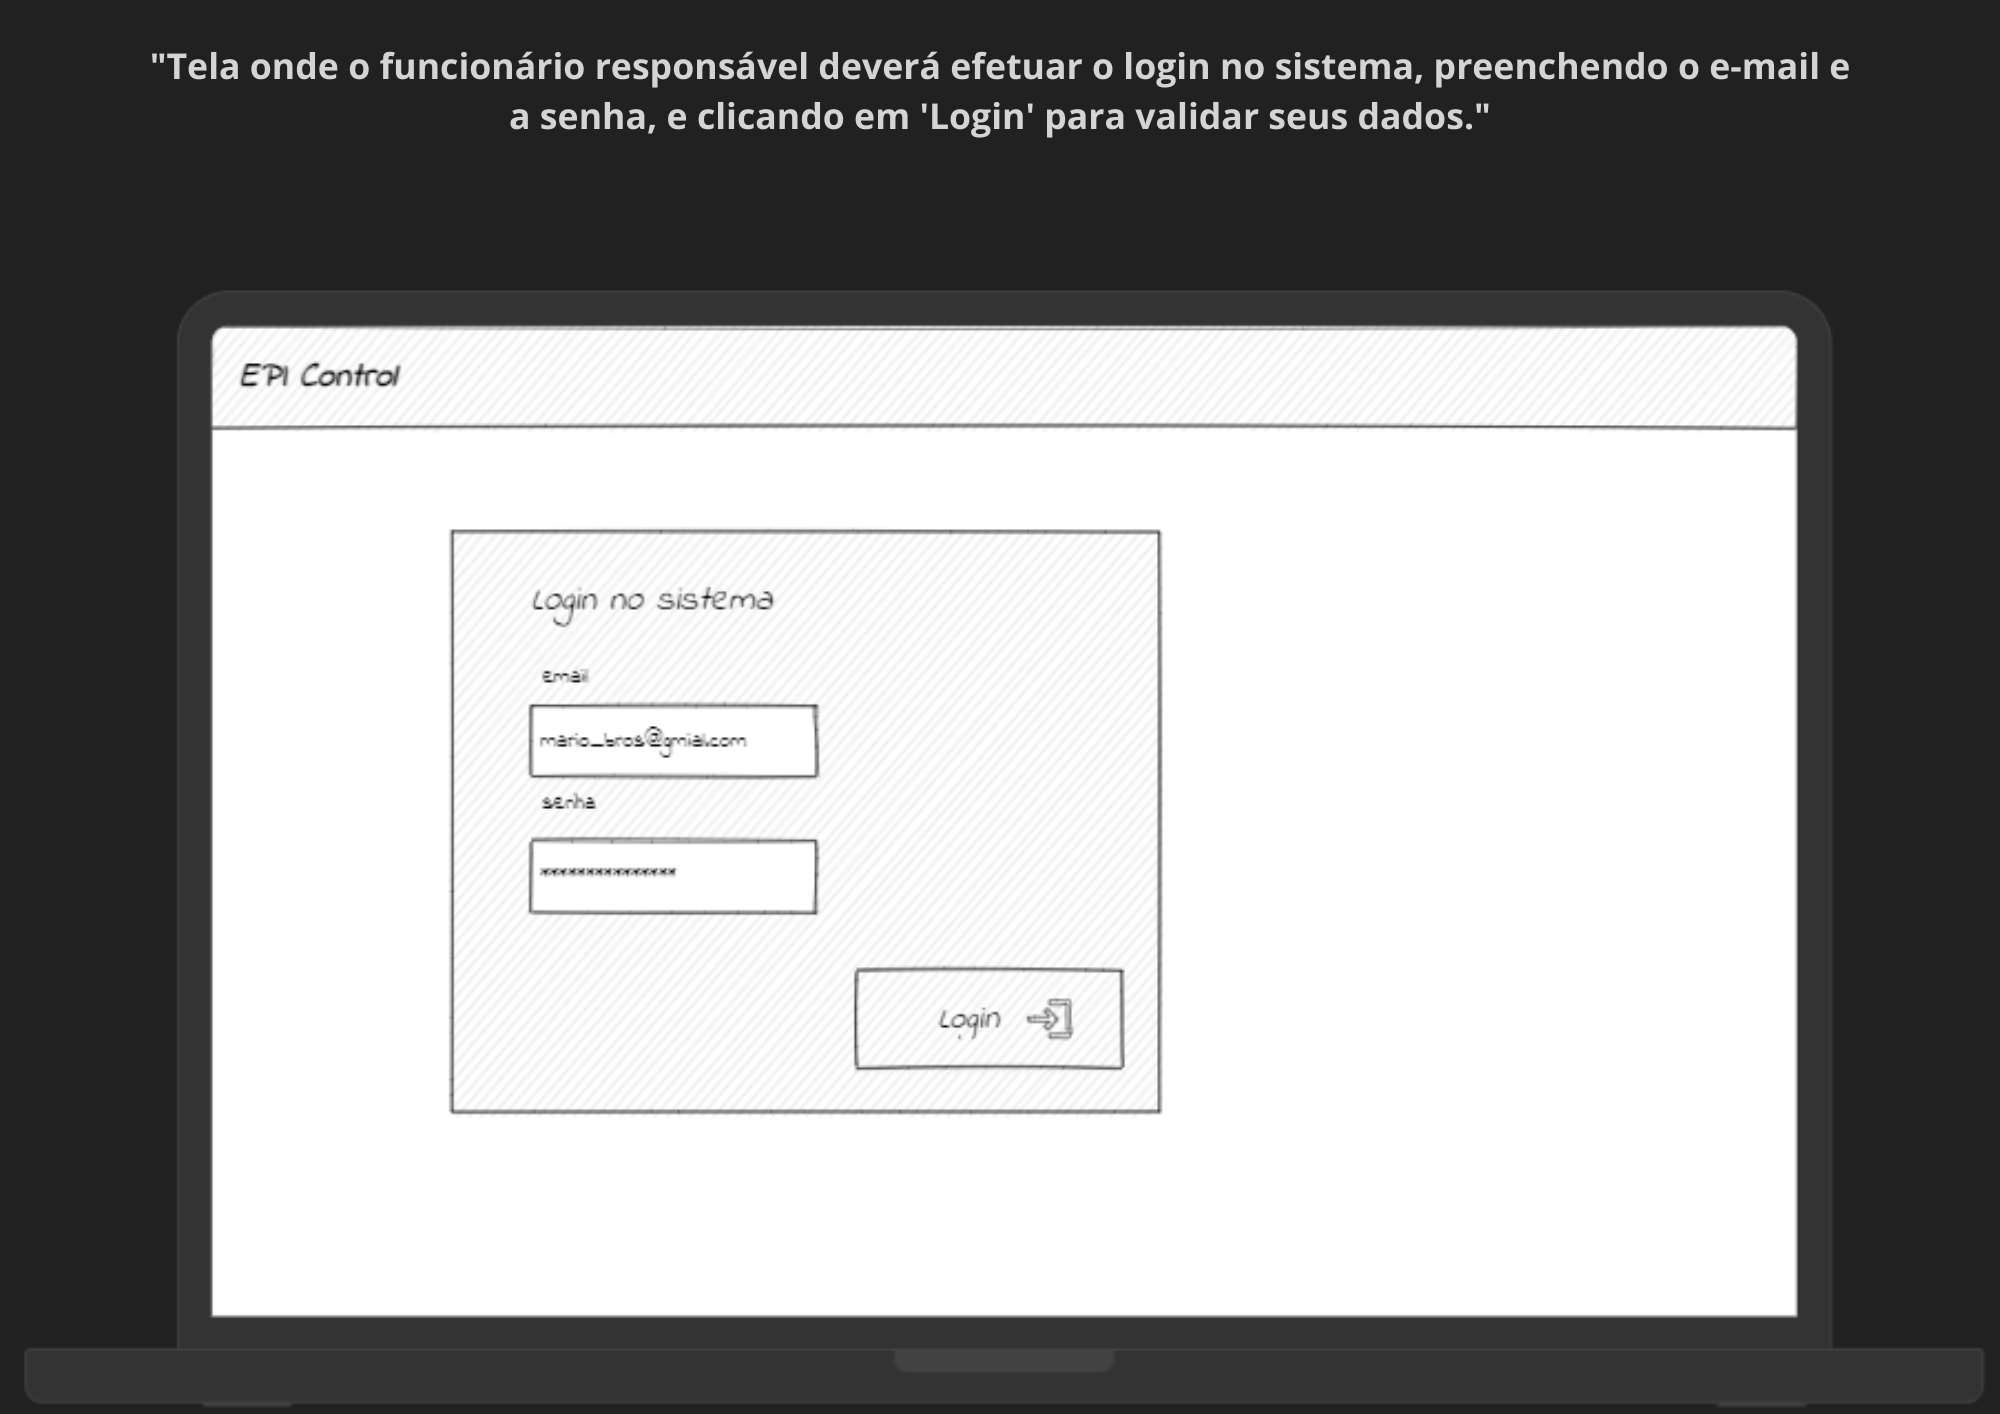 "Tela onde o funcionário responsável deverá efetuar o login no sistema, preenchendo o e-mail e
a senha, e clicando em 'Login' para validar seus dados."
EPI Control
Login no sistema
email
mario_bros@gmial.com
senha
***************
Login